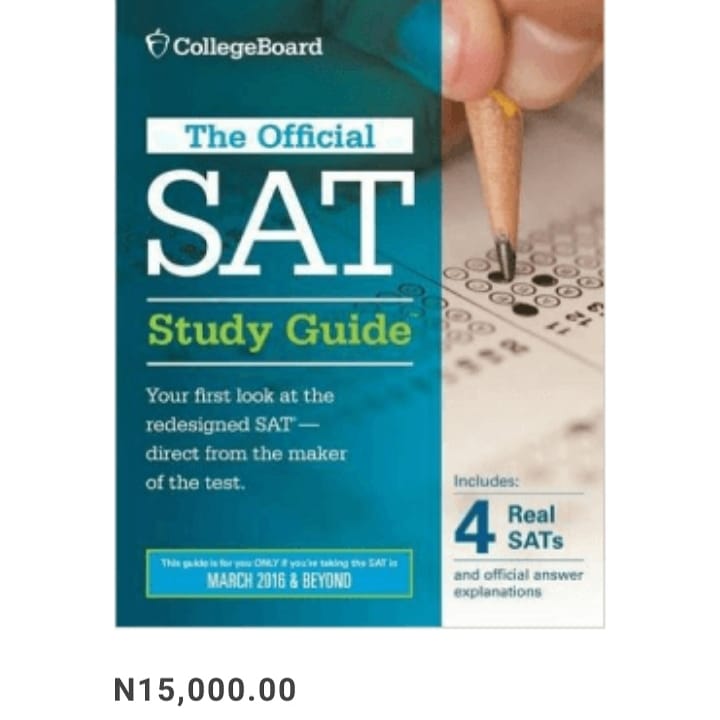 CollegeBoard
The Official
SAT
Study Guide™
Your first look at the
redesigned SAT®—
direct from the maker
of the test.
This guide is for you ONLY if you're taking the SAT in
MARCH 2016 & BEYOND
Includes:
4 Real
SATs
and official answer
explanations
N15,000.00